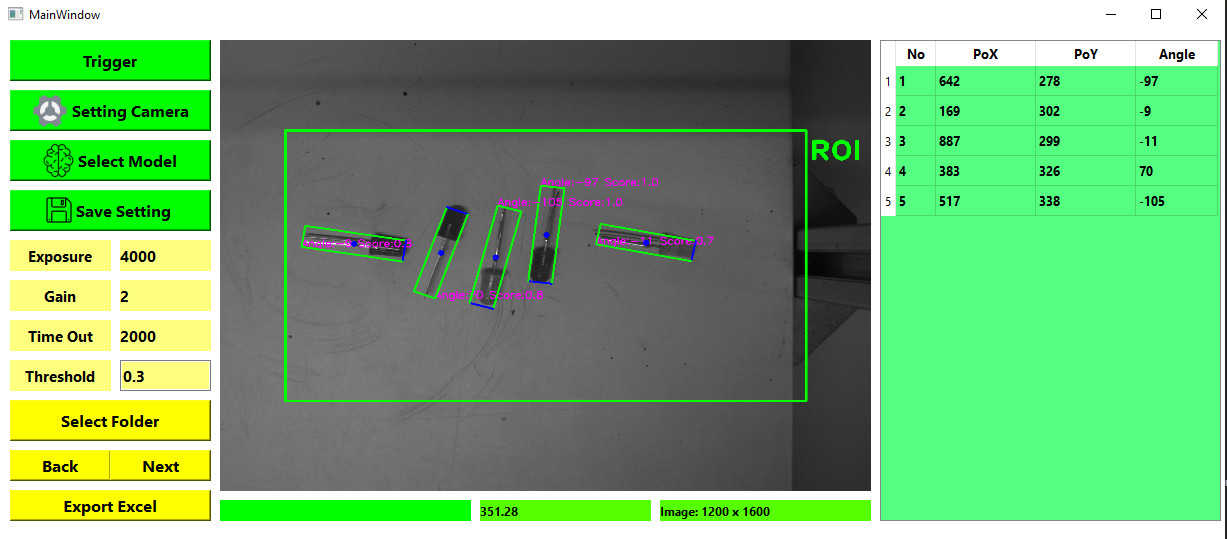 MainWindow
Trigger
Setting Camera
Select Model
Save Setting
Exposure 4000
Gain 2
Time Out 2000
Threshold 0.3
Select Folder
Back Next
Export Excel
ROI
Angle:-97 Score:1.0
Angle:-105 Score:1.0
Score:0.8
Score:0.7
Score:0.8
351.28
Image: 1200 x 1600
No PoX PoY Angle
1 1 642 278 -97
2 2 169 302 -9
3 3 887 299 -11
4 4 383 326 70
5 5 517 338 -105